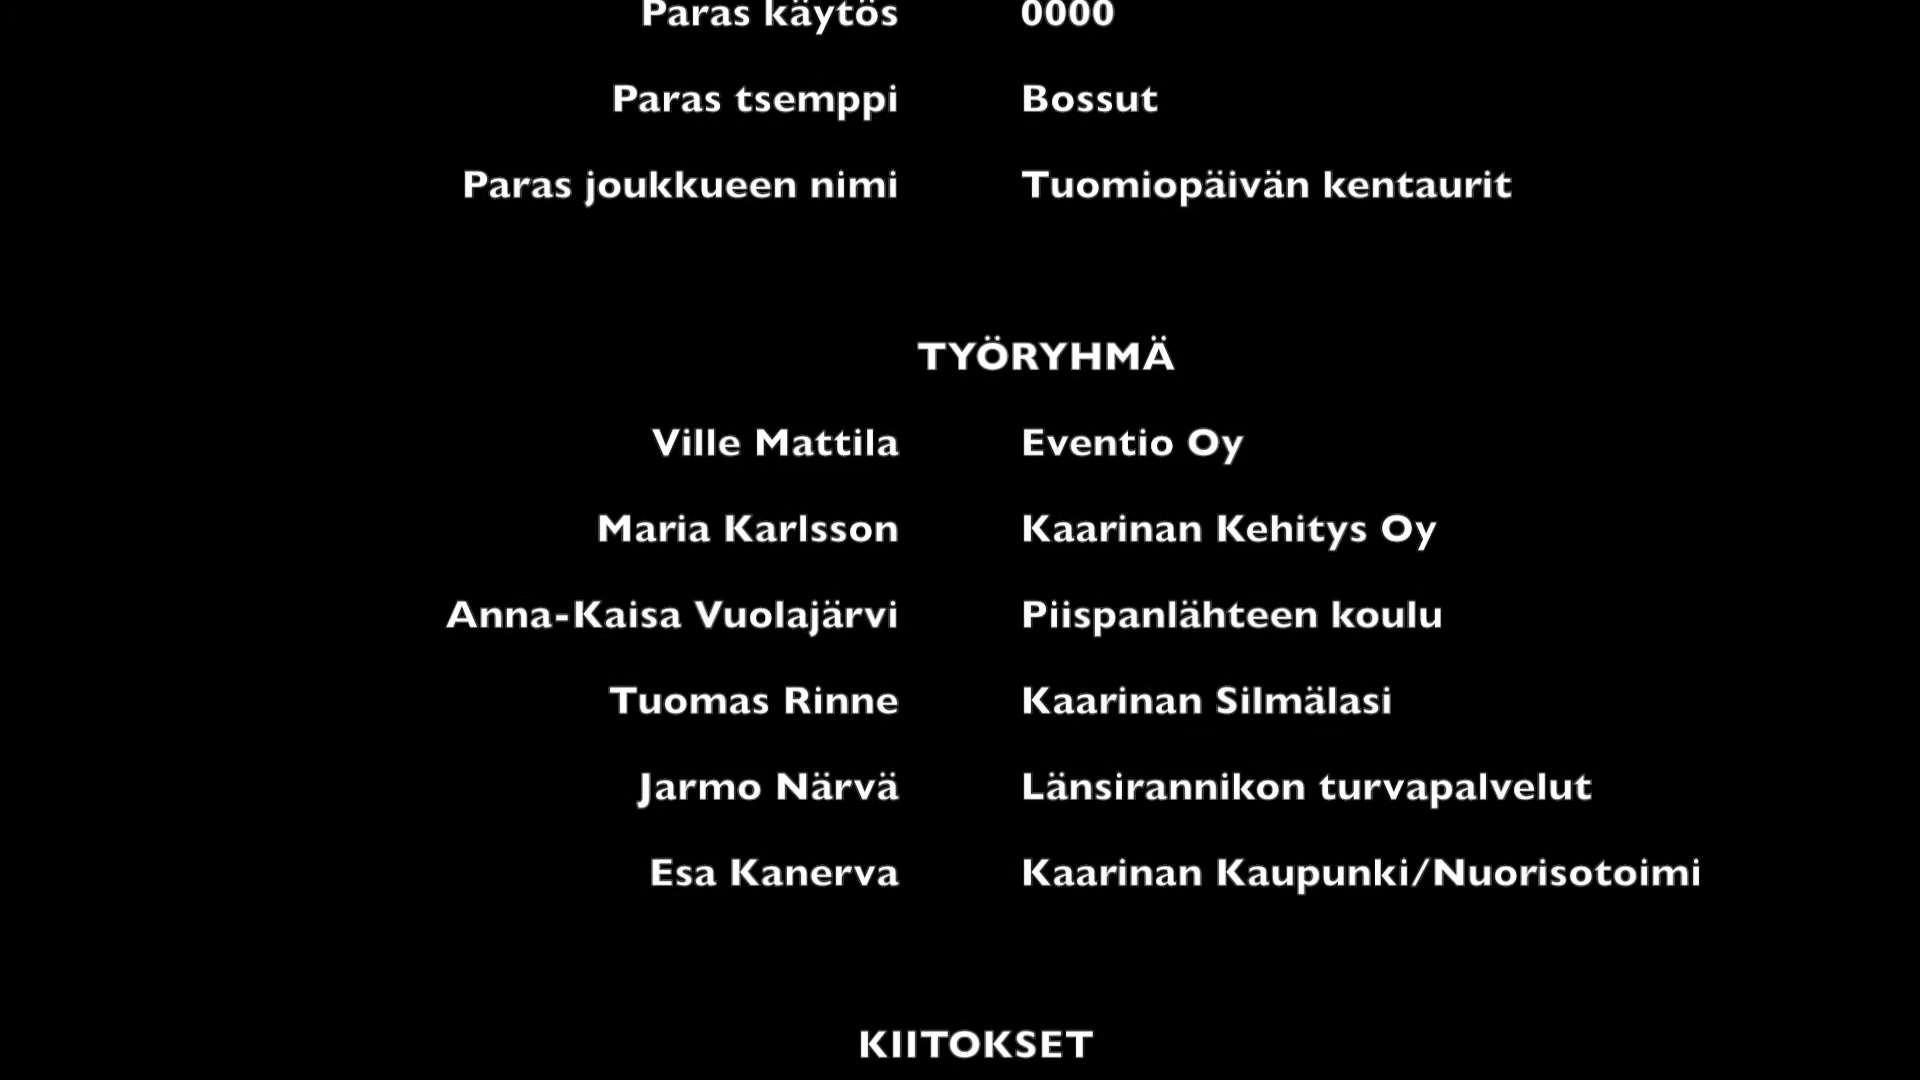 Paras käytös 0000
Paras tsemppi Bossut
Paras joukkueen nimi Tuomiopäivän kentaurit
TYÖRYHMÄ
Ville Mattila Eventio Oy
Maria Karlsson Kaarinan Kehitys Oy
Anna-Kaisa Vuolajärvi Piispanlähteen koulu
Tuomas Rinne Kaarinan Silmälasi
Jarmo Närvä Länsirannikon turvapalvelut
Esa Kanerva Kaarinan Kaupunki/Nuorisotoimi
KIITOKSET